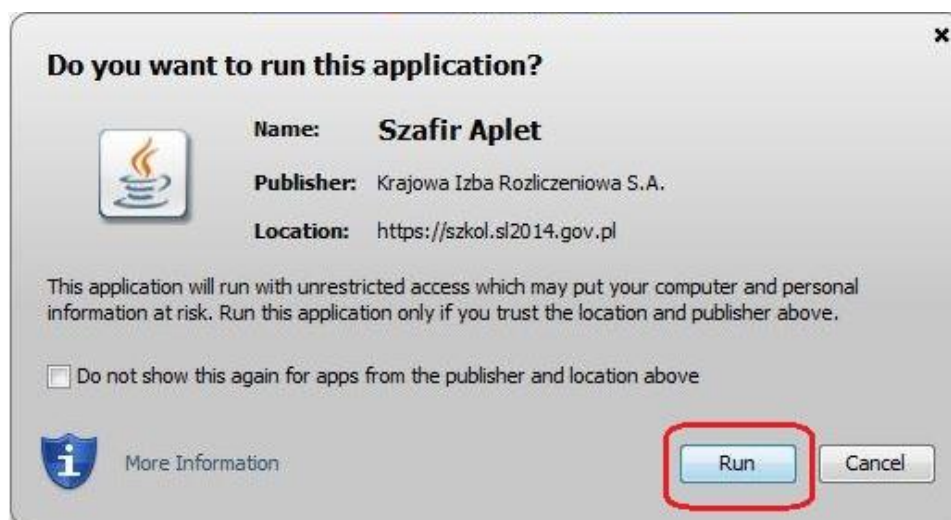 Do you want to run this application?
Name: Szafir Aplet
Publisher: Krajowa Izba Rozliczeniowa S.A.
Location: https://szkol.sl2014.gov.pl
This application will run with unrestricted access which may put your computer and personal
information at risk. Run this application only if you trust the location and publisher above.
Do not show this again for apps from the publisher and location above
More Information
Run
Cancel